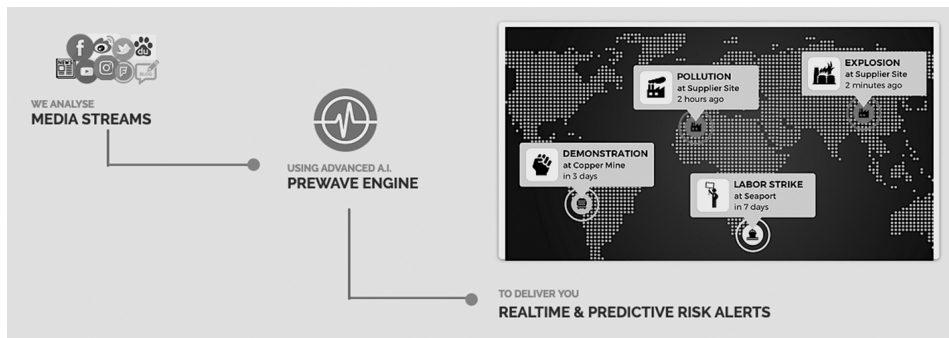 WE ANALYSE
MEDIA STREAMS
USING ADVANCED A.I.
PREWAVE ENGINE
POLLUTION
at Supplier Site
2 hours ago
EXPLOSION
at Supplier Site
2 minutes ago
DEMONSTRATION
at Copper Mine
in 3 days
LABOR STRIKE
at Seaport
in 7 days
TO DELIVER YOU
REALTIME & PREDICTIVE RISK ALERTS